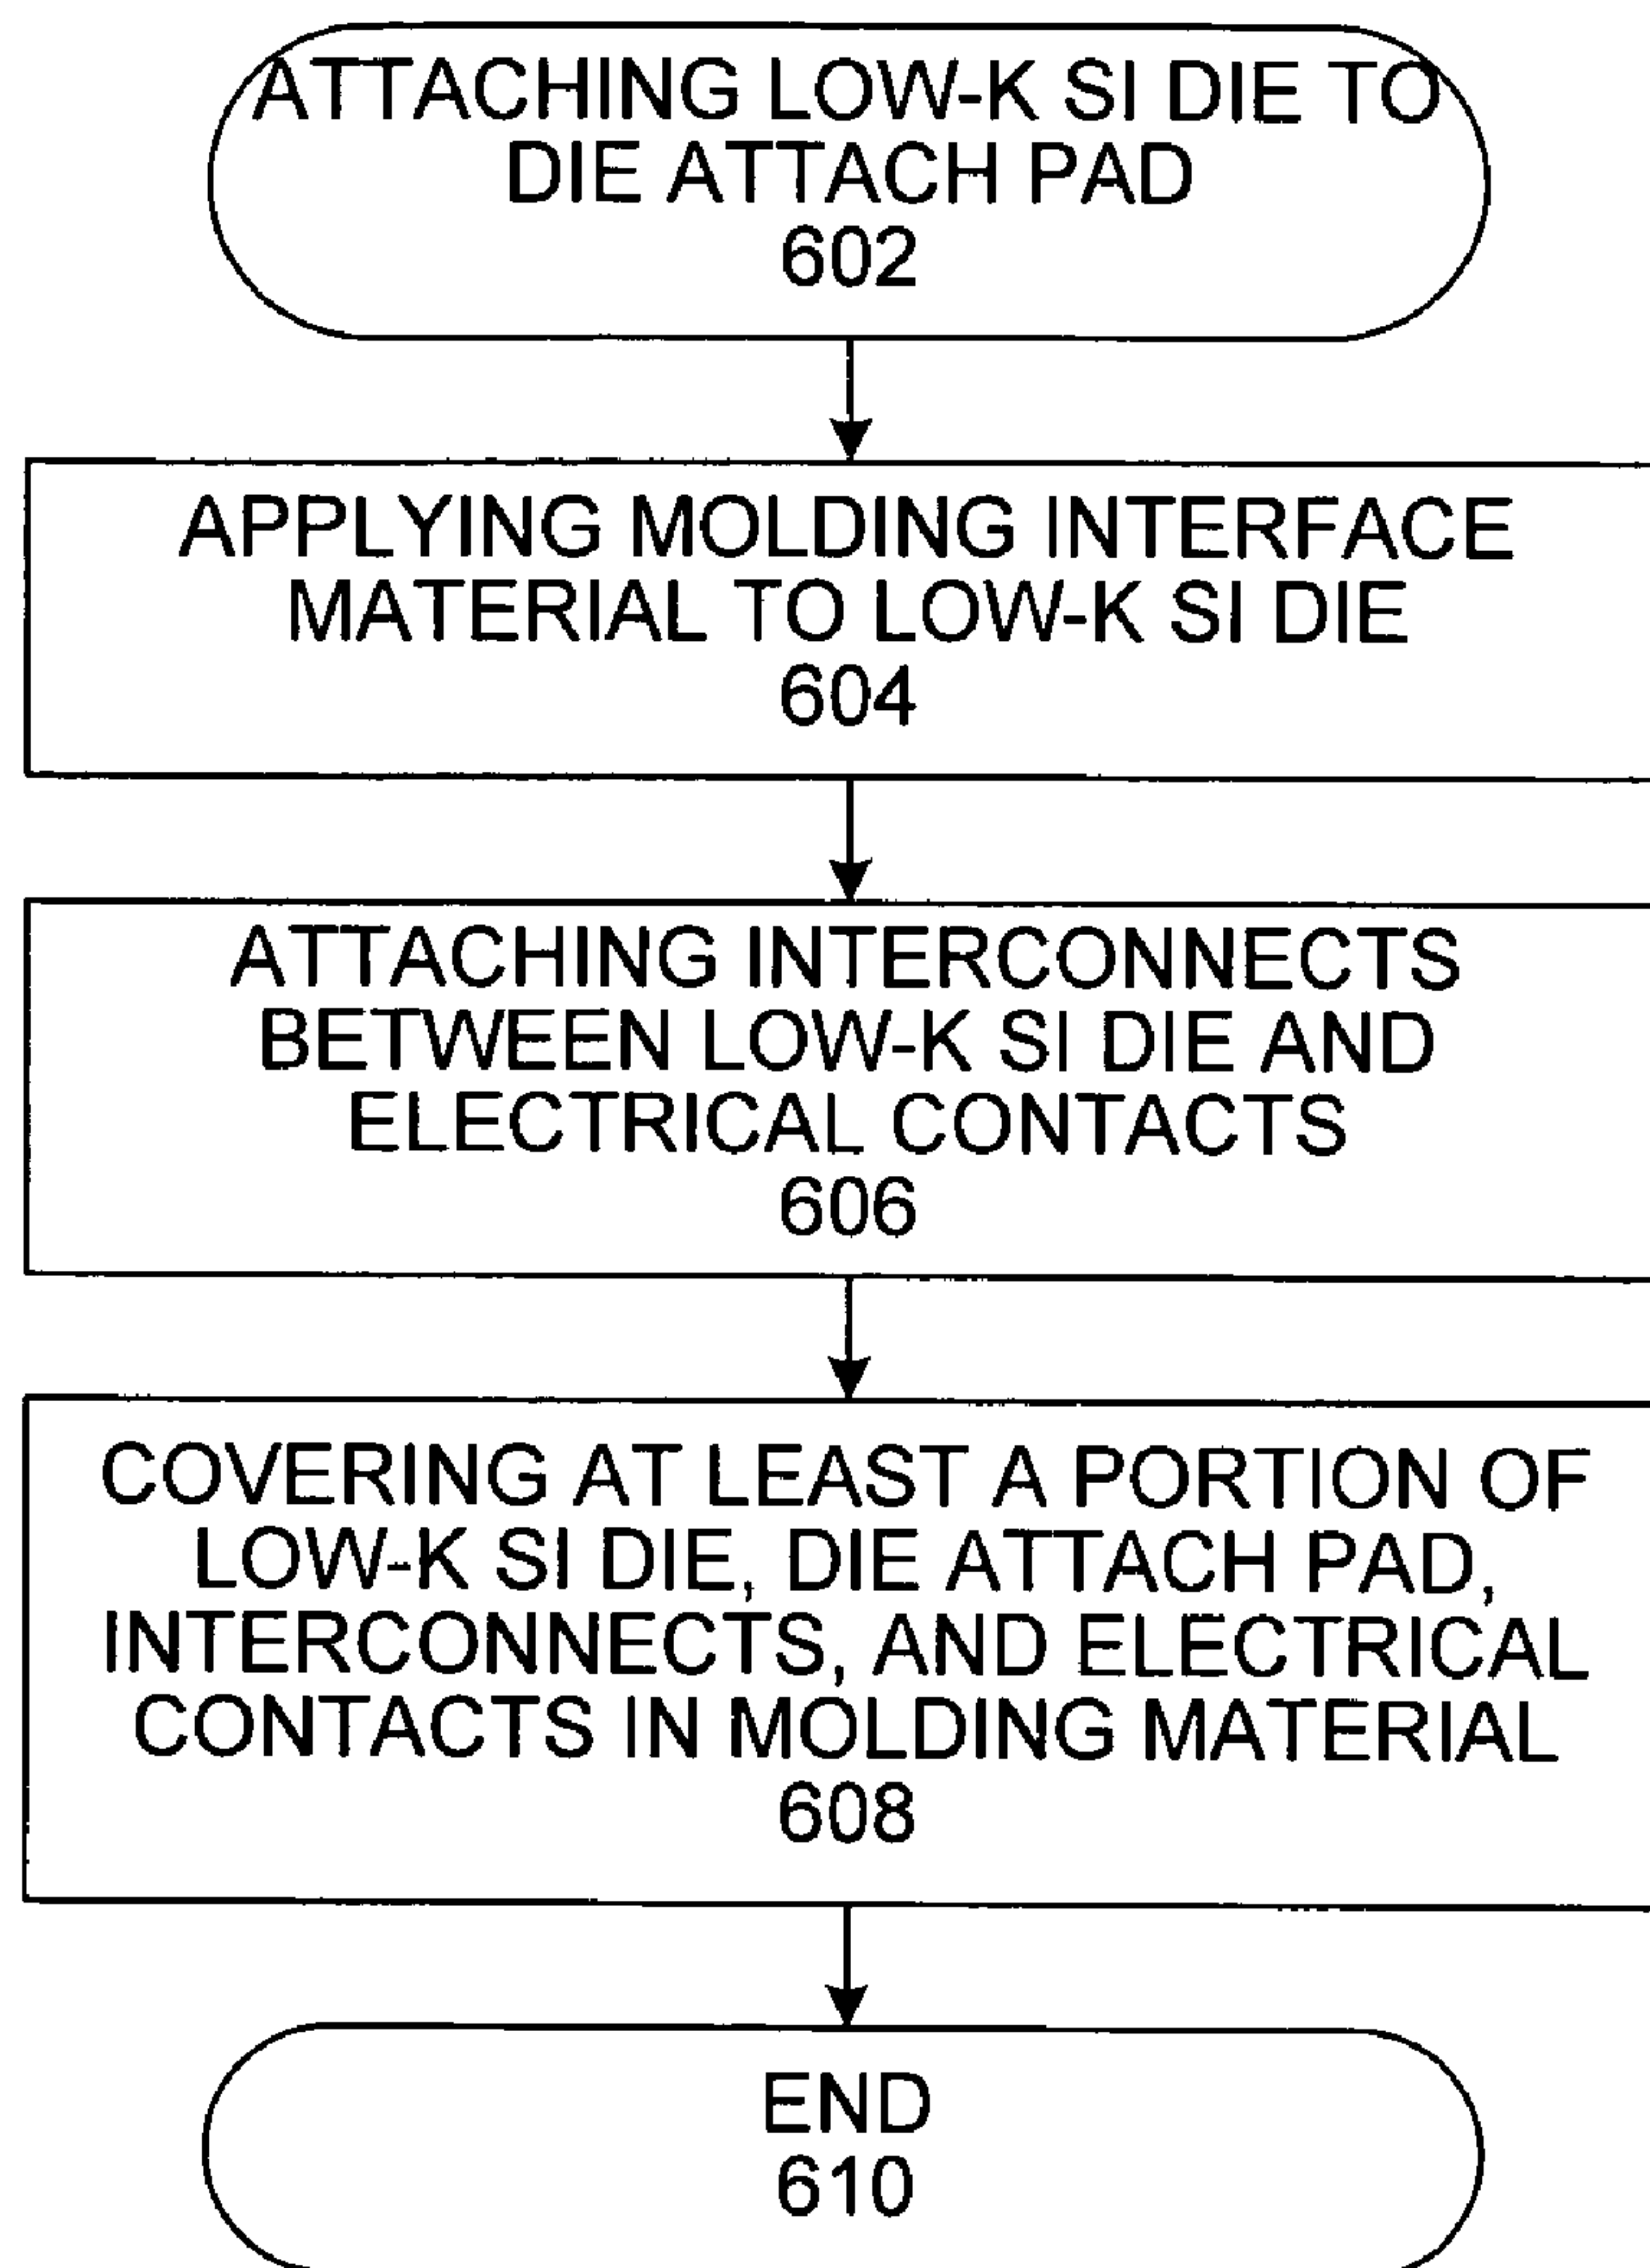 ATTACHING LOW-K SI DIE TO
DIE ATTACH PAD
602
APPLYING MOLDING INTERFACE
MATERIAL TO LOW-K SI DIE
604
ATTACHING INTERCONNECTS
BETWEEN LOW-K SI DIE AND
ELECTRICAL CONTACTS
606
COVERING AT LEAST A PORTION OF
LOW-K SI DIE, DIE ATTACH PAD,
INTERCONNECTS, AND ELECTRICAL
CONTACTS IN MOLDING MATERIAL
608
END
610